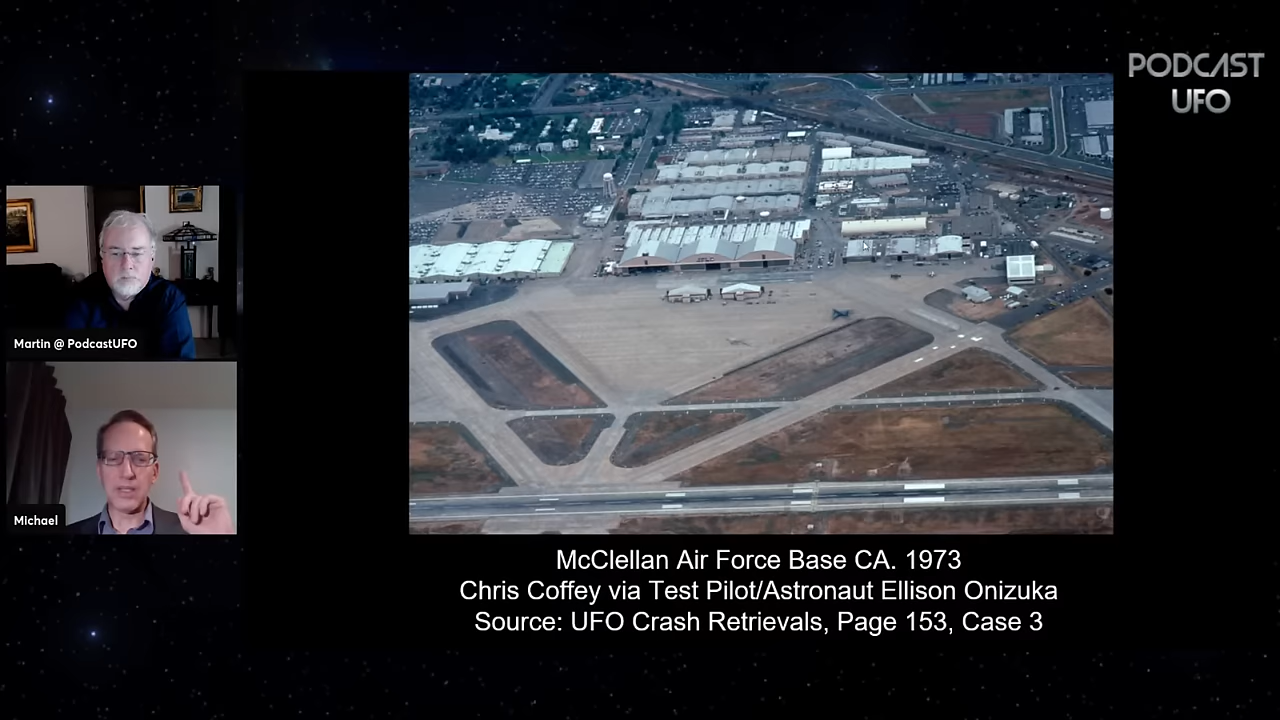 PODCAST
UFO
Martin @ PodcastUFO
Michael
McClellan Air Force Base CA. 1973
Chris Coffey via Test Pilot/Astronaut Ellison Onizuka
Source: UFO Crash Retrievals, Page 153, Case 3